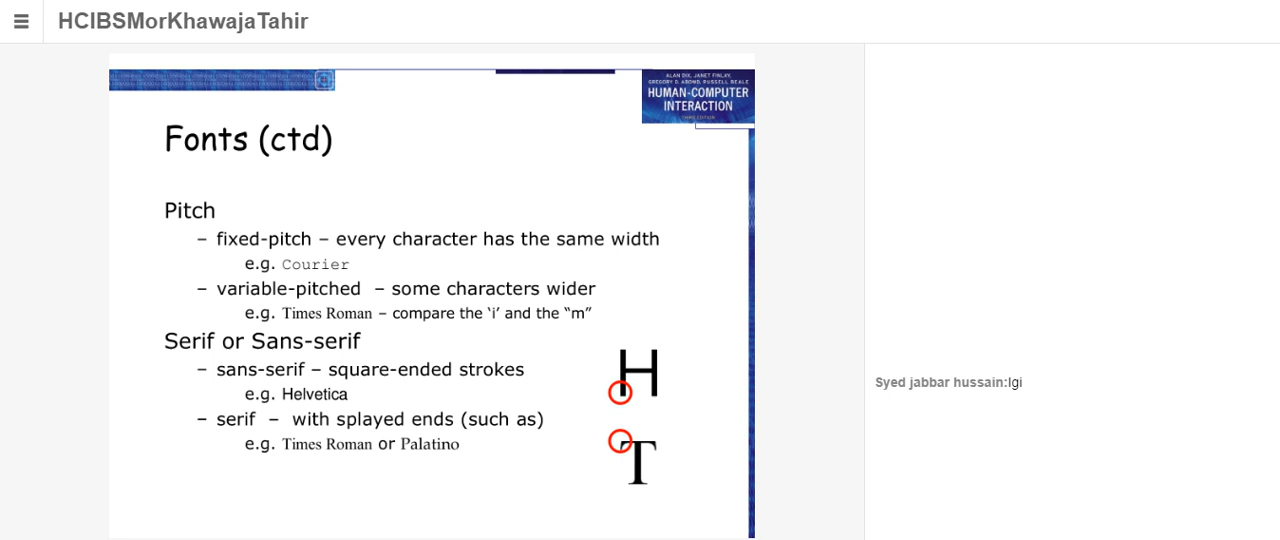 HCIBSMorKhawajaTahir
ALAN DIX, JANET FINLAY,
GREGORY D. ABOWD, RUSSELL BEALE
HUMAN-COMPUTER
INTERACTION
THIRD EDITION
Fonts (ctd)
Pitch
– fixed-pitch – every character has the same width
e.g. Courier
– variable-pitched – some characters wider
e.g. Times Roman – compare the ‘i’ and the “m”
Serif or Sans-serif
– sans-serif – square-ended strokes
e.g. Helvetica
– serif – with splayed ends (such as)
e.g. Times Roman or Palatino
H
T
Syed jabbar hussain:lgi